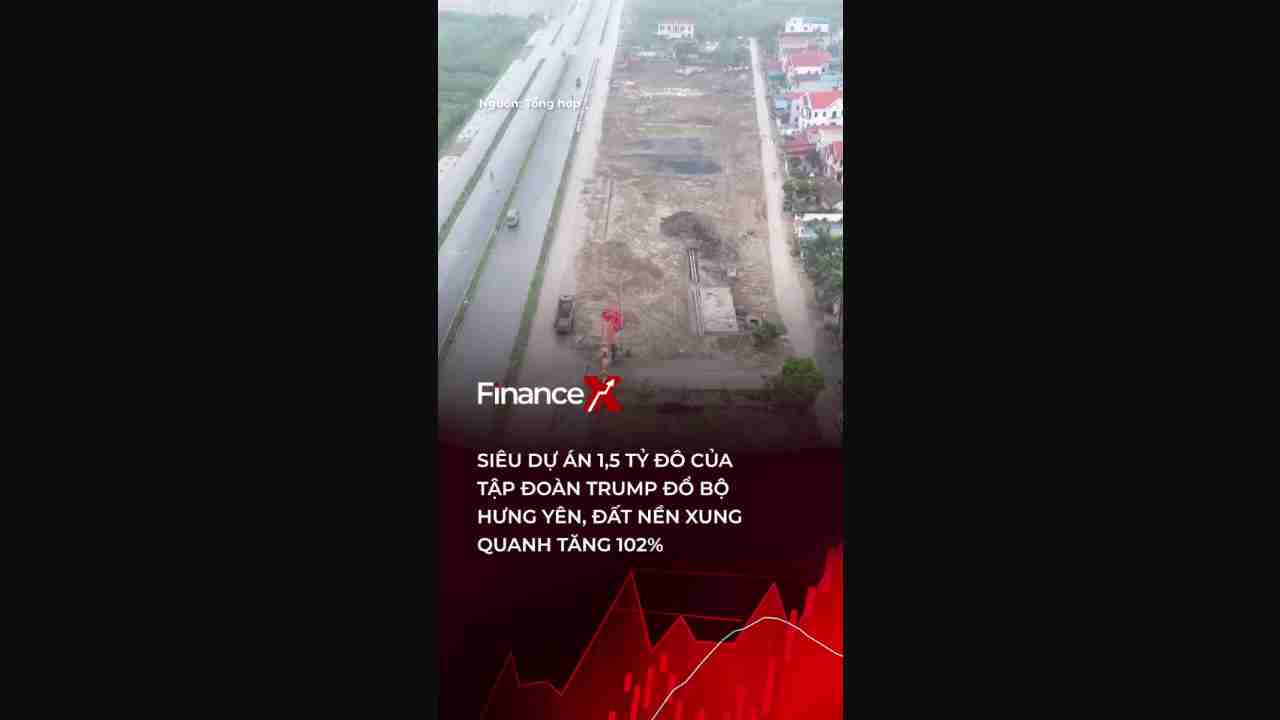 Nguồn: Tổng hợp
FinanceX
SIÊU DỰ ÁN 1,5 TỶ ĐÔ CỦA
TẬP ĐOÀN TRUMP ĐỔ BỘ
HƯNG YÊN, ĐẤT NỀN XUNG
QUANH TĂNG 102%